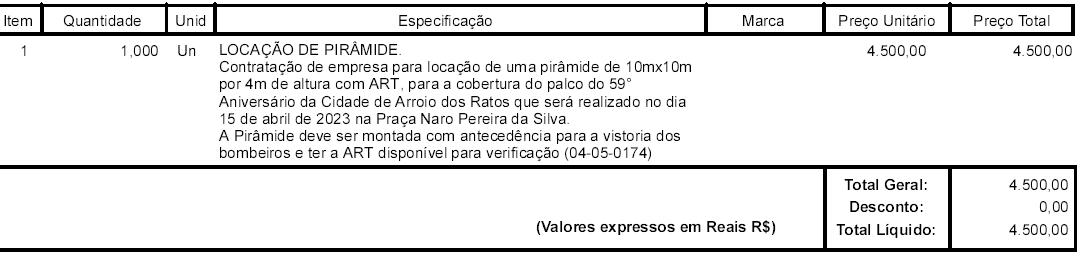 Item Quantidade Unid Especificação Marca Preço Unitário Preço Total
1 1,000 Un LOCAÇÃO DE PIRÂMIDE. 4.500,00 4.500,00
Contratação de empresa para locação de uma pirâmide de 10mx10m
por 4m de altura com ART, para a cobertura do palco do 59°
Aniversário da Cidade de Arroio dos Ratos que será realizado no dia
15 de abril de 2023 na Praça Naro Pereira da Silva.
A Pirâmide deve ser montada com antecedência para a vistoria dos
bombeiros e ter a ART disponível para verificação (04-05-0174)
Total Geral: 4.500,00
Desconto: 0,00
(Valores expressos em Reais R$) Total Líquido: 4.500,00